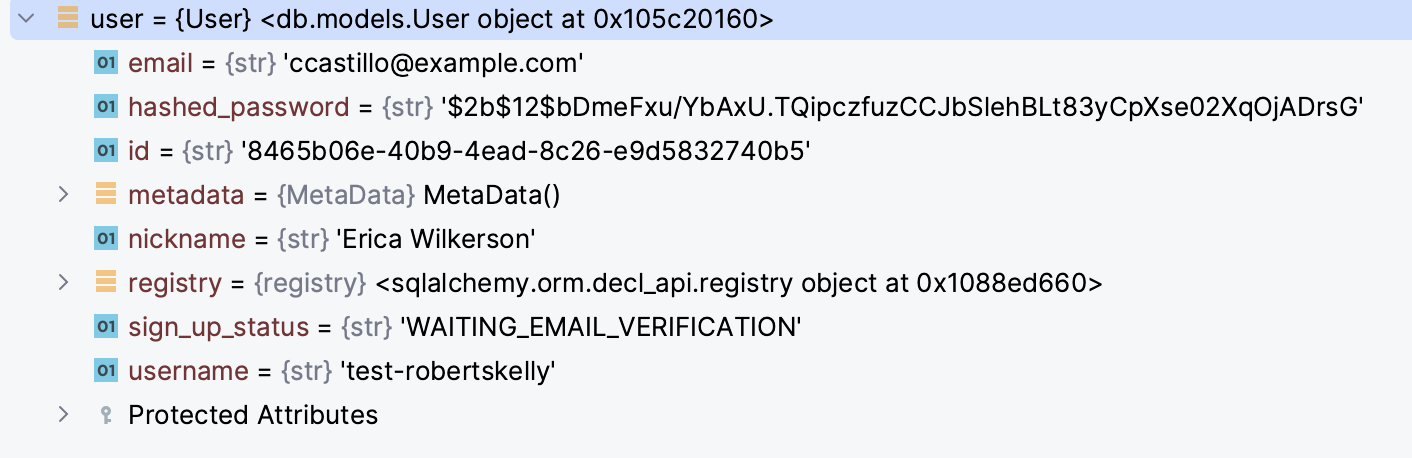 user = {User} <db.models.User object at 0x105c20160>
01 email = {str} 'ccastillo@example.com'
01 hashed_password = {str} '$2b$12$bDmeFxu/YbAxU.TQipczfuzCCJbSlehBLt83yCpXse02XqOjADrsG'
01 id = {str} '8465b06e-40b9-4ead-8c26-e9d5832740b5'
metadata = {MetaData} MetaData()
01 nickname = {str} 'Erica Wilkerson'
registry = {registry} <sqlalchemy.orm.decl_api.registry object at 0x1088ed660>
01 sign_up_status = {str} 'WAITING_EMAIL_VERIFICATION'
01 username = {str} 'test-robertskelly'
Protected Attributes